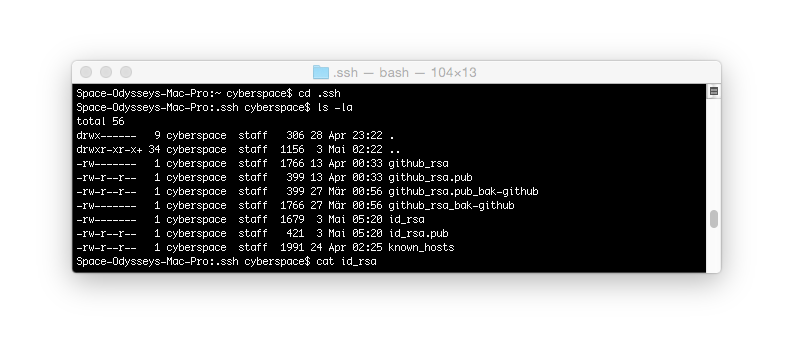 .ssh — bash — 104×13
Space-Odysseys-Mac-Pro:~ cyberspace$ cd .ssh
Space-Odysseys-Mac-Pro:.ssh cyberspace$ ls -la
total 56
drwx------   9 cyberspace  staff   306 28 Apr 23:22 .
drwxr-xr-x+ 34 cyberspace  staff  1156  3 Mai 02:22 ..
-rw-------   1 cyberspace  staff  1766 13 Apr 00:33 github_rsa
-rw-r--r--   1 cyberspace  staff   399 13 Apr 00:33 github_rsa.pub
-rw-r--r--   1 cyberspace  staff   399 27 Mär 00:56 github_rsa.pub_bak-github
-rw-------   1 cyberspace  staff  1766 27 Mär 00:56 github_rsa_bak-github
-rw-------   1 cyberspace  staff  1679  3 Mai 05:20 id_rsa
-rw-r--r--   1 cyberspace  staff   421  3 Mai 05:20 id_rsa.pub
-rw-r--r--   1 cyberspace  staff  1991 24 Apr 02:25 known_hosts
Space-Odysseys-Mac-Pro:.ssh cyberspace$ cat id_rsa